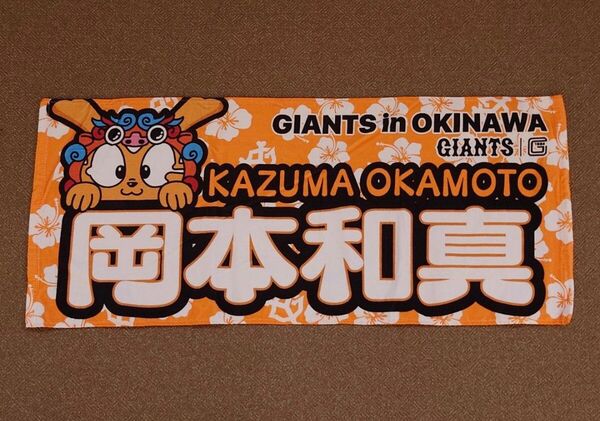 GIANTS in OKINAWA
GIANTS | G
KAZUMA OKAMOTO
岡本和真